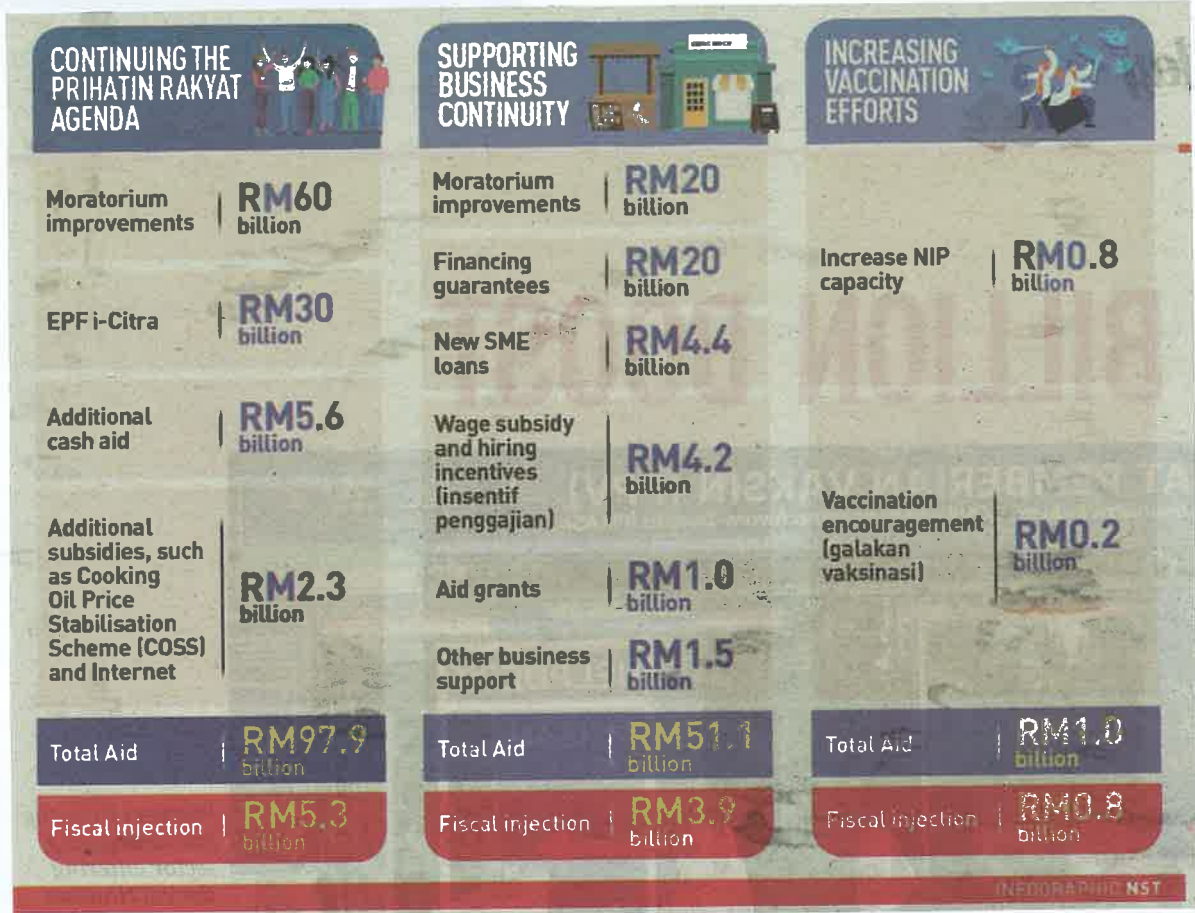 CONTINUING THE
PRIHATIN RAKYAT
AGENDA
Moratorium
improvements
RM60
billion
EPF i-Citra
RM30
billion
Additional
cash aid
RM5.6
billion
Additional
subsidies, such
as Cooking
Oil Price
Stabilisation
Scheme (COSS)
and Internet
RM2.3
billion
Total Aid
RM97.9
billion
Fiscal injection
RM5.3
billion
SUPPORTING
BUSINESS
CONTINUITY
Moratorium
improvements
RM20
billion
Financing
guarantees
RM20
billion
New SME
loans
RM4.4
billion
Wage subsidy
and hiring
incentives
(insentif
penggajian)
RM4.2
billion
Aid grants
RM1.0
billion
Other business
support
RM1.5
billion
Total Aid
RM51.1
billion
Fiscal injection
RM3.9
billion
INCREASING
VACCINATION
EFFORTS
Increase NIP
capacity
RM0.8
billion
Vaccination
encouragement
(galakan
vaksinasi)
RM0.2
billion
Total Aid
RM1.0
billion
Fiscal injection
RM0.8
billion
INFOGRAPHIC NST